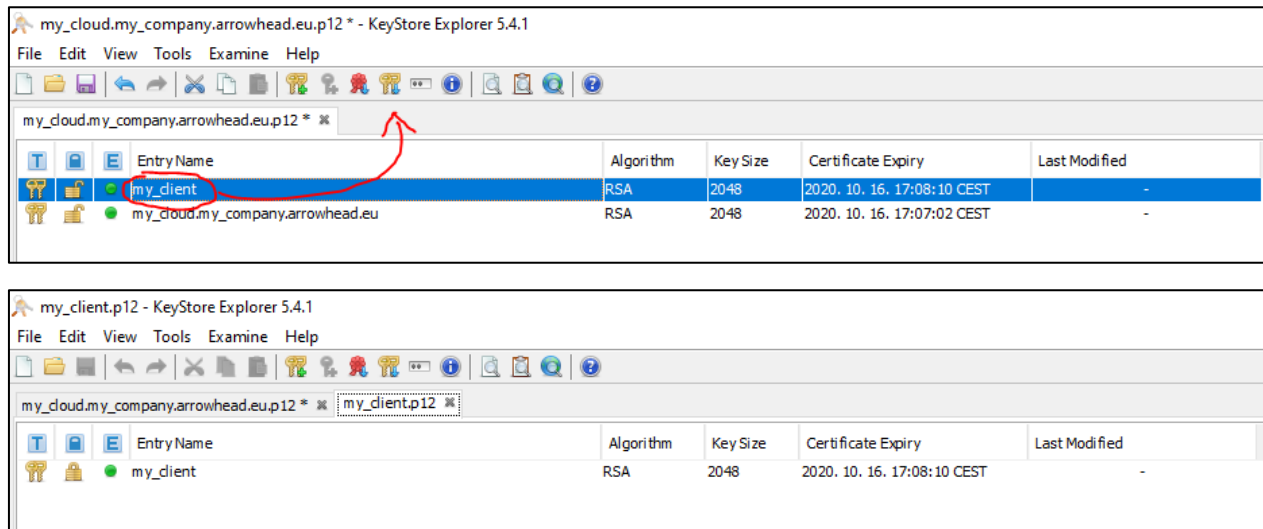 my_cloud.my_company.arrowhead.eu.p12 * - KeyStore Explorer 5.4.1
File Edit View Tools Examine Help
my_cloud.my_company.arrowhead.eu.p12 *
T E Entry Name Algorithm Key Size Certificate Expiry Last Modified
my_client RSA 2048 2020. 10. 16. 17:08:10 CEST -
my_cloud.my_company.arrowhead.eu RSA 2048 2020. 10. 16. 17:07:02 CEST -
my_client.p12 - KeyStore Explorer 5.4.1
File Edit View Tools Examine Help
my_cloud.my_company.arrowhead.eu.p12 * my_client.p12
T E Entry Name Algorithm Key Size Certificate Expiry Last Modified
my_client RSA 2048 2020. 10. 16. 17:08:10 CEST -